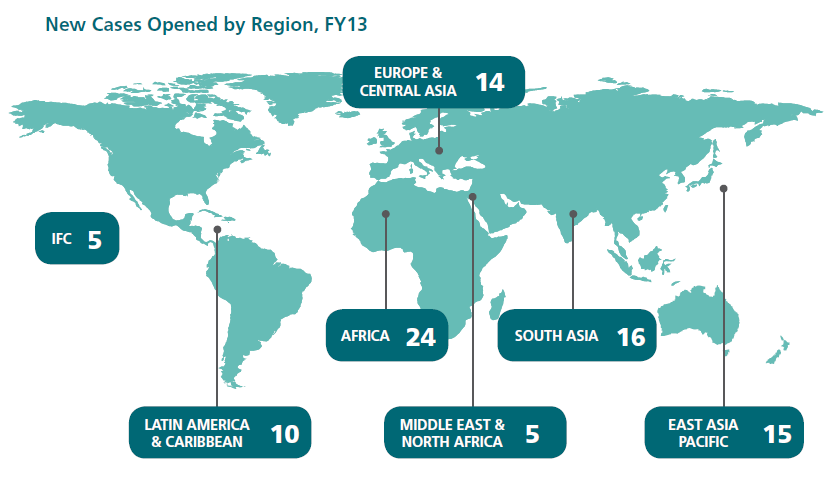 New Cases Opened by Region, FY13
EUROPE &
CENTRAL ASIA 14
IFC 5
AFRICA 24
SOUTH ASIA 16
LATIN AMERICA
& CARIBBEAN 10
MIDDLE EAST &
NORTH AFRICA 5
EAST ASIA
PACIFIC 15